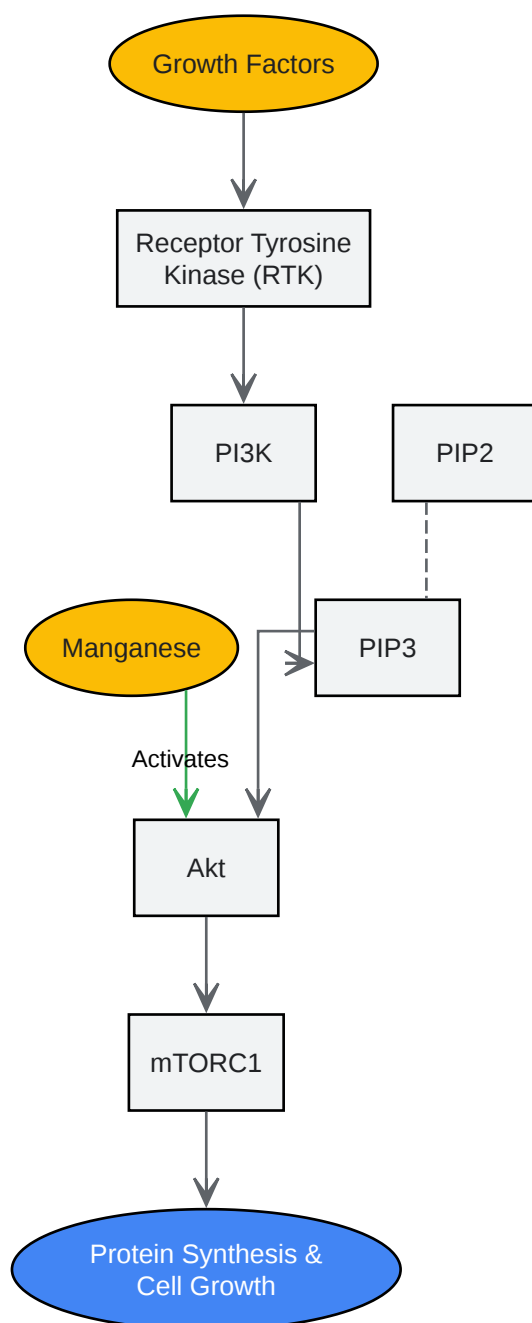 Growth Factors
Receptor Tyrosine
Kinase (RTK)
PI3K
PIP2
Manganese
PIP3
Activates
Akt
mTORC1
Protein Synthesis &
Cell Growth